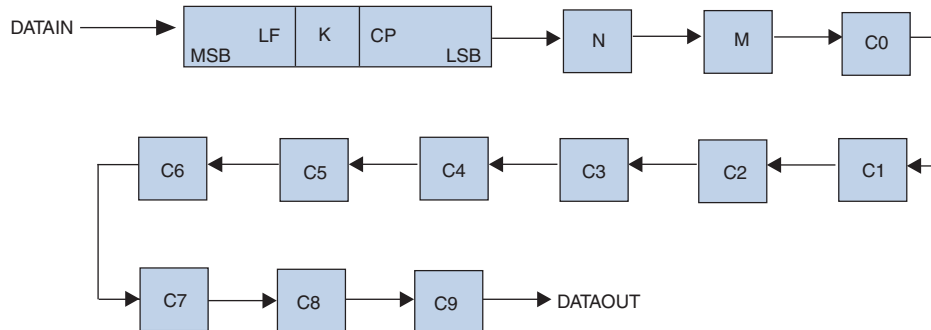 DATAIN
LF K CP
MSB LSB
N
M
C0
C6
C5
C4
C3
C2
C1
C7
C8
C9
DATAOUT